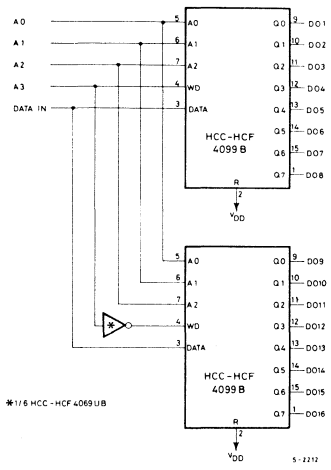 A0 5 A0 Q0 9 DO1
A1 6 A1 Q1 10 DO2
A2 7 A2 Q2 11 DO3
A3 4 WD Q3 12 DO4
DATA IN 3 DATA Q4 13 DO5
HCC-HCF
4099B
Q5 14 DO6
Q6 15 DO7
Q7 1 DO8
R
2
VDD
5 A0 Q0 9 DO9
6 A1 Q1 10 DO10
7 A2 Q2 11 DO11
* 4 WD Q3 12 DO12
3 DATA Q4 13 DO13
HCC-HCF
4099B
Q5 14 DO14
Q6 15 DO15
Q7 1 DO16
R
2
VDD
*1/6 HCC-HCF 4069UB
5-2212